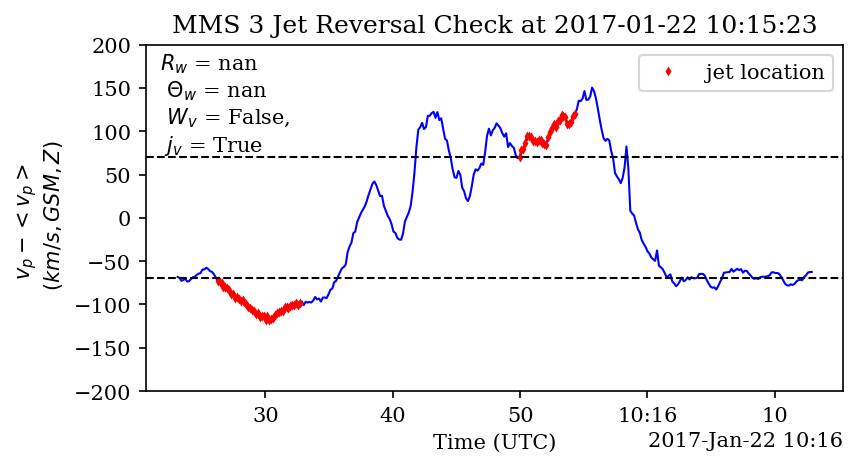 MMS 3 Jet Reversal Check at 2017-01-22 10:15:23
R_w = nan
Θ_w = nan
W_v = False,
j_v = True
jet location
200
150
100
50
0
−50
−100
−150
−200
v_p − < v_p >
(km/s, GSM, Z)
30 40 50 10:16 10
Time (UTC)
2017-Jan-22 10:16